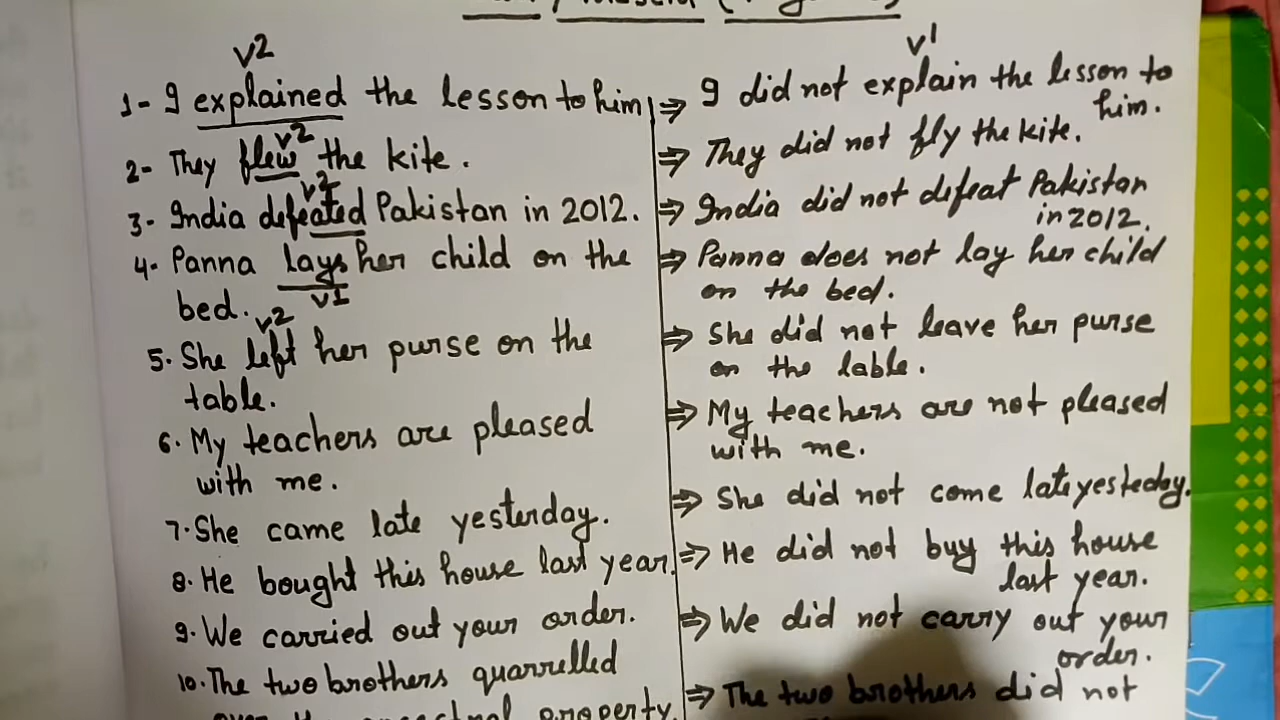 v2
1- I explained the lesson to him
v2
2- They flew the kite.
v2
3- India defeated Pakistan in 2012.
4- Panna lays her child on the
v1
bed.
v2
5. She left her purse on the
table.
6. My teachers are pleased
with me.
7. She came late yesterday.
8. He bought this house last year.
9. We carried out your order.
10. The two brothers quarrelled
property.
v1
⇒ I did not explain the lesson to
him.
⇒ They did not fly the kite.
⇒ India did not defeat Pakistan
in 2012.
⇒ Panna does not lay her child
on the bed.
⇒ She did not leave her purse
on the lable.
⇒ My teachers are not pleased
with me.
⇒ She did not come late yesteday.
⇒ He did not buy this house
last year.
⇒ We did not carry out your
order.
⇒ The two brothers did not